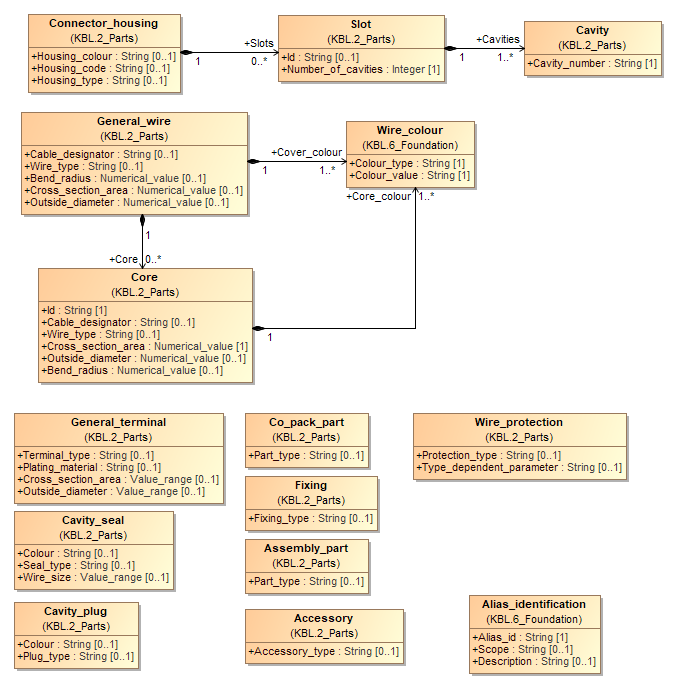 Connector_housing
(KBL.2_Parts)
+Housing_colour : String [0..1]
+Housing_code : String [0..1]
+Housing_type : String [0..1]
1
+Slots
0..*
Slot
(KBL.2_Parts)
+Id : String [0..1]
+Number_of_cavities : Integer [1]
1
+Cavities
1..*
Cavity
(KBL.2_Parts)
+Cavity_number : String [1]
General_wire
(KBL.2_Parts)
+Cable_designator : String [0..1]
+Wire_type : String [0..1]
+Bend_radius : Numerical_value [0..1]
+Cross_section_area : Numerical_value [0..1]
+Outside_diameter : Numerical_value [0..1]
+Cover_colour
1
1..*
Wire_colour
(KBL.6_Foundation)
+Colour_type : String [1]
+Colour_value : String [1]
+Core_colour
1..*
1
+Core
0..*
Core
(KBL.2_Parts)
+Id : String [1]
+Cable_designator : String [0..1]
+Wire_type : String [0..1]
+Cross_section_area : Numerical_value [1]
+Outside_diameter : Numerical_value [0..1]
+Bend_radius : Numerical_value [0..1]
1
General_terminal
(KBL.2_Parts)
+Terminal_type : String [0..1]
+Plating_material : String [0..1]
+Cross_section_area : Value_range [0..1]
+Outside_diameter : Value_range [0..1]
Co_pack_part
(KBL.2_Parts)
+Part_type : String [0..1]
Wire_protection
(KBL.2_Parts)
+Protection_type : String [0..1]
+Type_dependent_parameter : String [0..1]
Fixing
(KBL.2_Parts)
+Fixing_type : String [0..1]
Cavity_seal
(KBL.2_Parts)
+Colour : String [0..1]
+Seal_type : String [0..1]
+Wire_size : Value_range [0..1]
Assembly_part
(KBL.2_Parts)
+Part_type : String [0..1]
Cavity_plug
(KBL.2_Parts)
+Colour : String [0..1]
+Plug_type : String [0..1]
Accessory
(KBL.2_Parts)
+Accessory_type : String [0..1]
Alias_identification
(KBL.6_Foundation)
+Alias_id : String [1]
+Scope : String [0..1]
+Description : String [0..1]